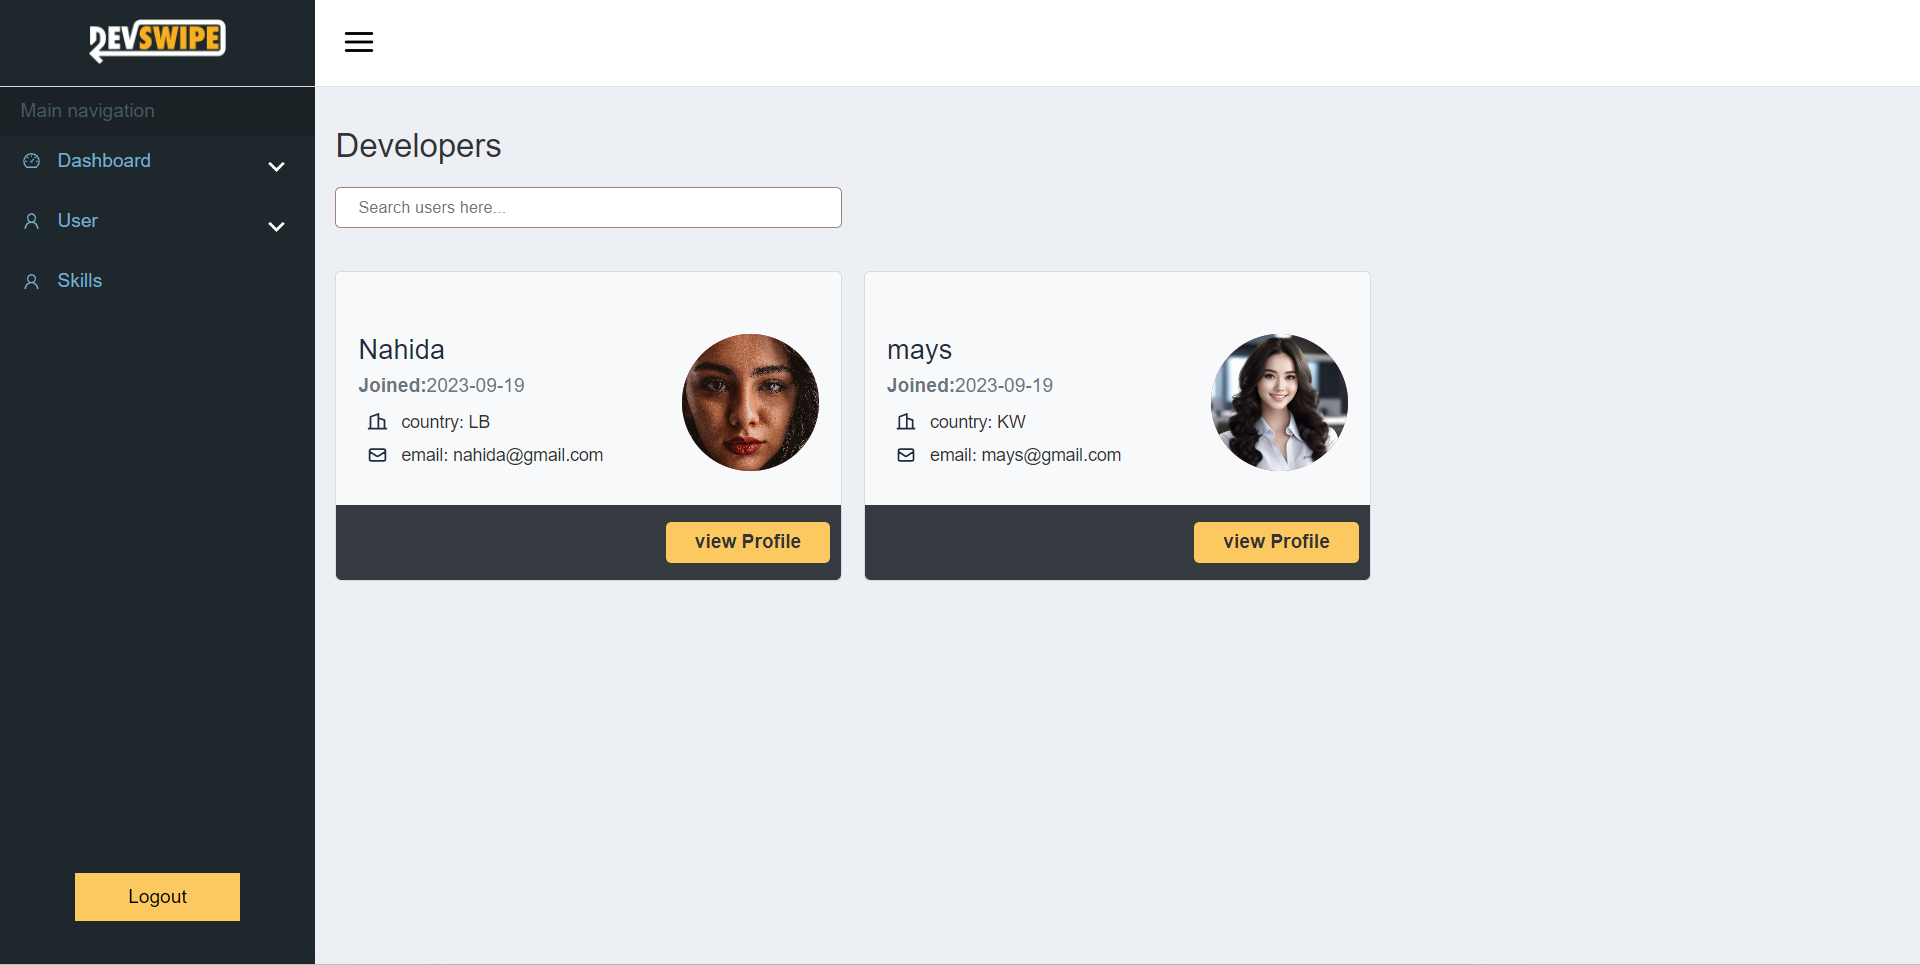 DEVSWIPE
Main navigation
Dashboard
User
Skills
Logout
Developers
Search users here...
Nahida
Joined:2023-09-19
country: LB
email: nahida@gmail.com
view Profile
mays
Joined:2023-09-19
country: KW
email: mays@gmail.com
view Profile